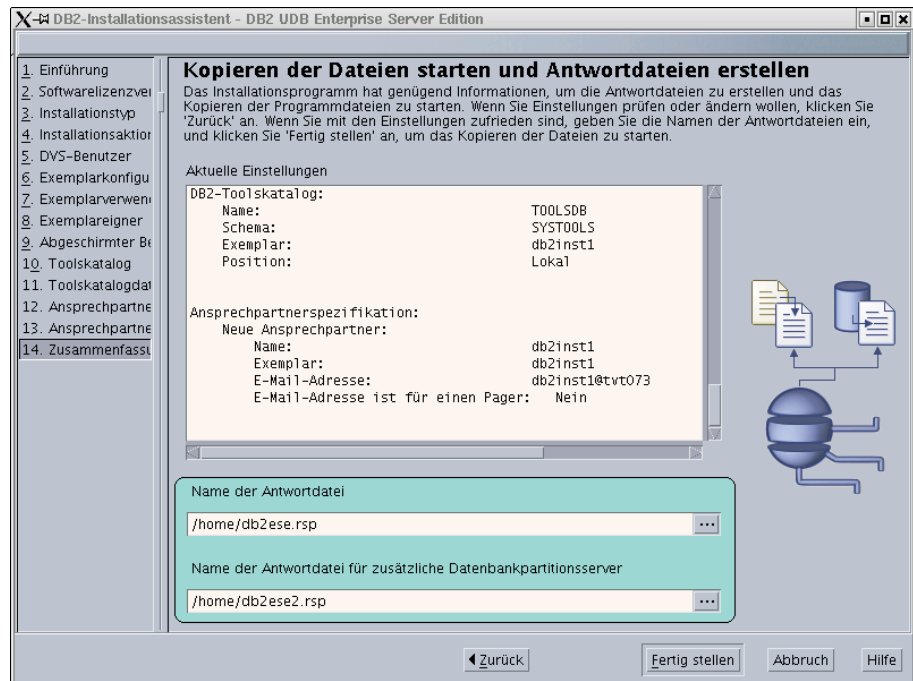 DB2-Installationsassistent - DB2 UDB Enterprise Server Edition
1. Einführung
2. Softwarelizenzver
3. Installationstyp
4. Installationsaktion
5. DVS-Benutzer
6. Exemplarkonfigu
7. Exemplarverwen
8. Exemplareigner
9. Abgeschirmter Be
10. Toolskatalog
11. Toolskatalogdat
12. Ansprechpartne
13. Ansprechpartne
14. Zusammenfassu
Kopieren der Dateien starten und Antwortdateien erstellen
Das Installationsprogramm hat genügend Informationen, um die Antwortdateien zu erstellen und das
Kopieren der Programmdateien zu starten. Wenn Sie Einstellungen prüfen oder ändern wollen, klicken Sie
'Zurück' an. Wenn Sie mit den Einstellungen zufrieden sind, geben Sie die Namen der Antwortdateien ein,
und klicken Sie 'Fertig stellen' an, um das Kopieren der Dateien zu starten.
Aktuelle Einstellungen
DB2-Toolskatalog:
Name: TOOLSDB
Schema: SYSTOOLS
Exemplar: db2inst1
Position: Lokal
Ansprechpartnerspezifikation:
Neue Ansprechpartner:
Name: db2inst1
Exemplar: db2inst1
E-Mail-Adresse: db2inst1@tvt073
E-Mail-Adresse ist für einen Pager: Nein
Name der Antwortdatei
/home/db2ese.rsp
...
Name der Antwortdatei für zusätzliche Datenbankpartitionsserver
/home/db2ese2.rsp
...
Zurück
Fertig stellen
Abbruch
Hilfe